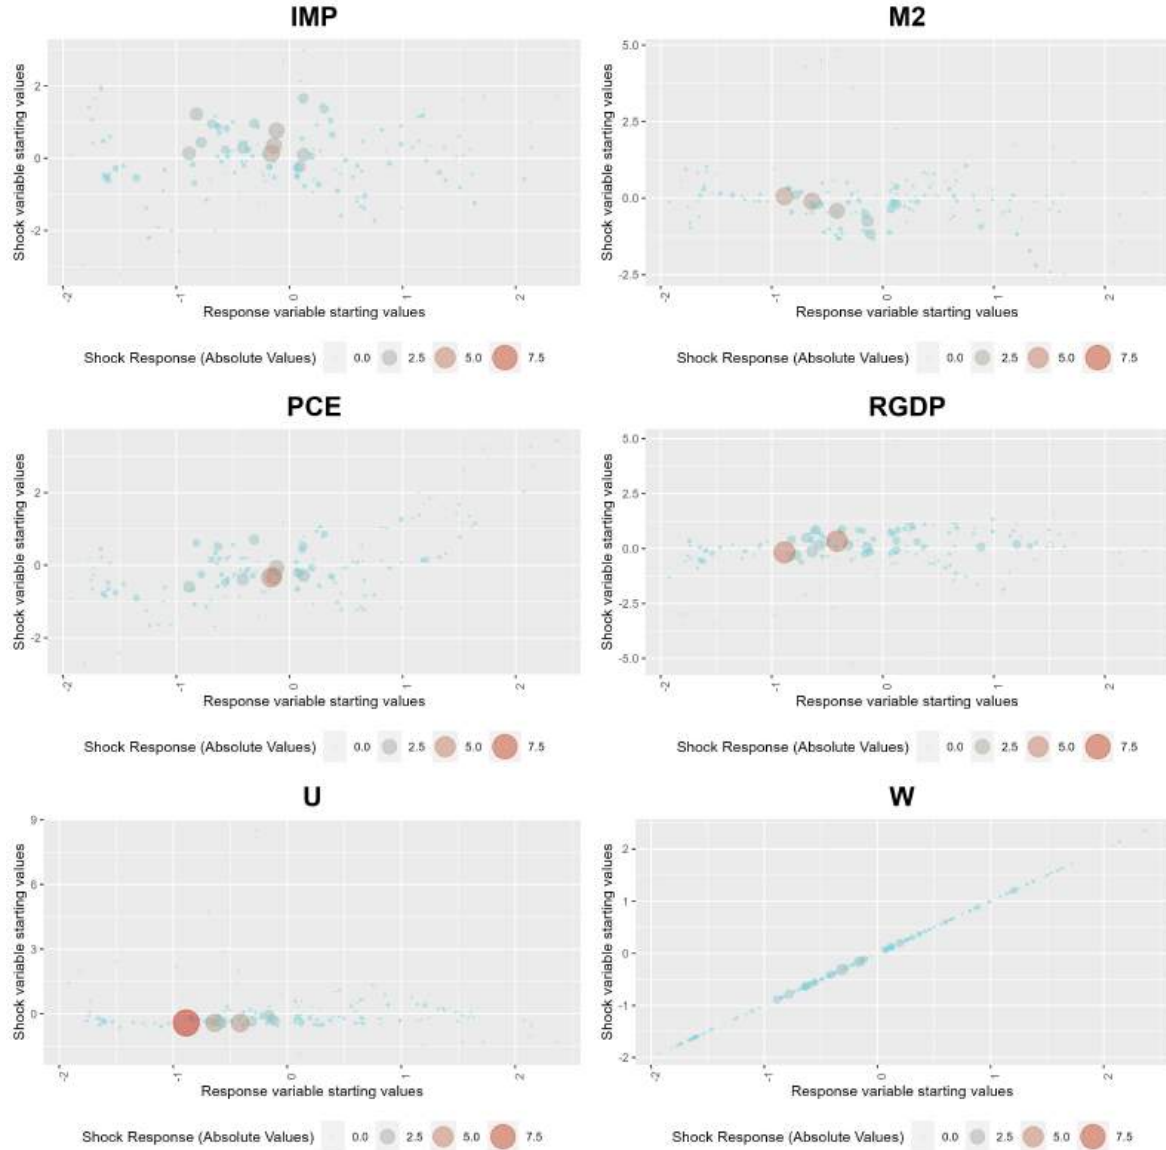 IMP
M2
Shock variable starting values
2
0
-2
-2
-1
0
1
2
Response variable starting values
Shock Response (Absolute Values) 0.0 2.5 5.0 7.5
Shock variable starting values
5.0
2.5
0.0
-2.5
-2
-1
0
1
2
Response variable starting values
Shock Response (Absolute Values) 0.0 2.5 5.0 7.5
PCE
RGDP
Shock variable starting values
2
0
-2
-2
-1
0
1
2
Response variable starting values
Shock Response (Absolute Values) 0.0 2.5 5.0 7.5
Shock variable starting values
5.0
2.5
0.0
-2.5
-5.0
-2
-1
0
1
2
Response variable starting values
Shock Response (Absolute Values) 0.0 2.5 5.0 7.5
U
W
Shock variable starting values
9
6
3
0
-2
-1
0
1
2
Response variable starting values
Shock Response (Absolute Values) 0.0 2.5 5.0 7.5
Shock variable starting values
2
1
0
-1
-2
-2
-1
0
1
2
Response variable starting values
Shock Response (Absolute Values) 0.0 2.5 5.0 7.5